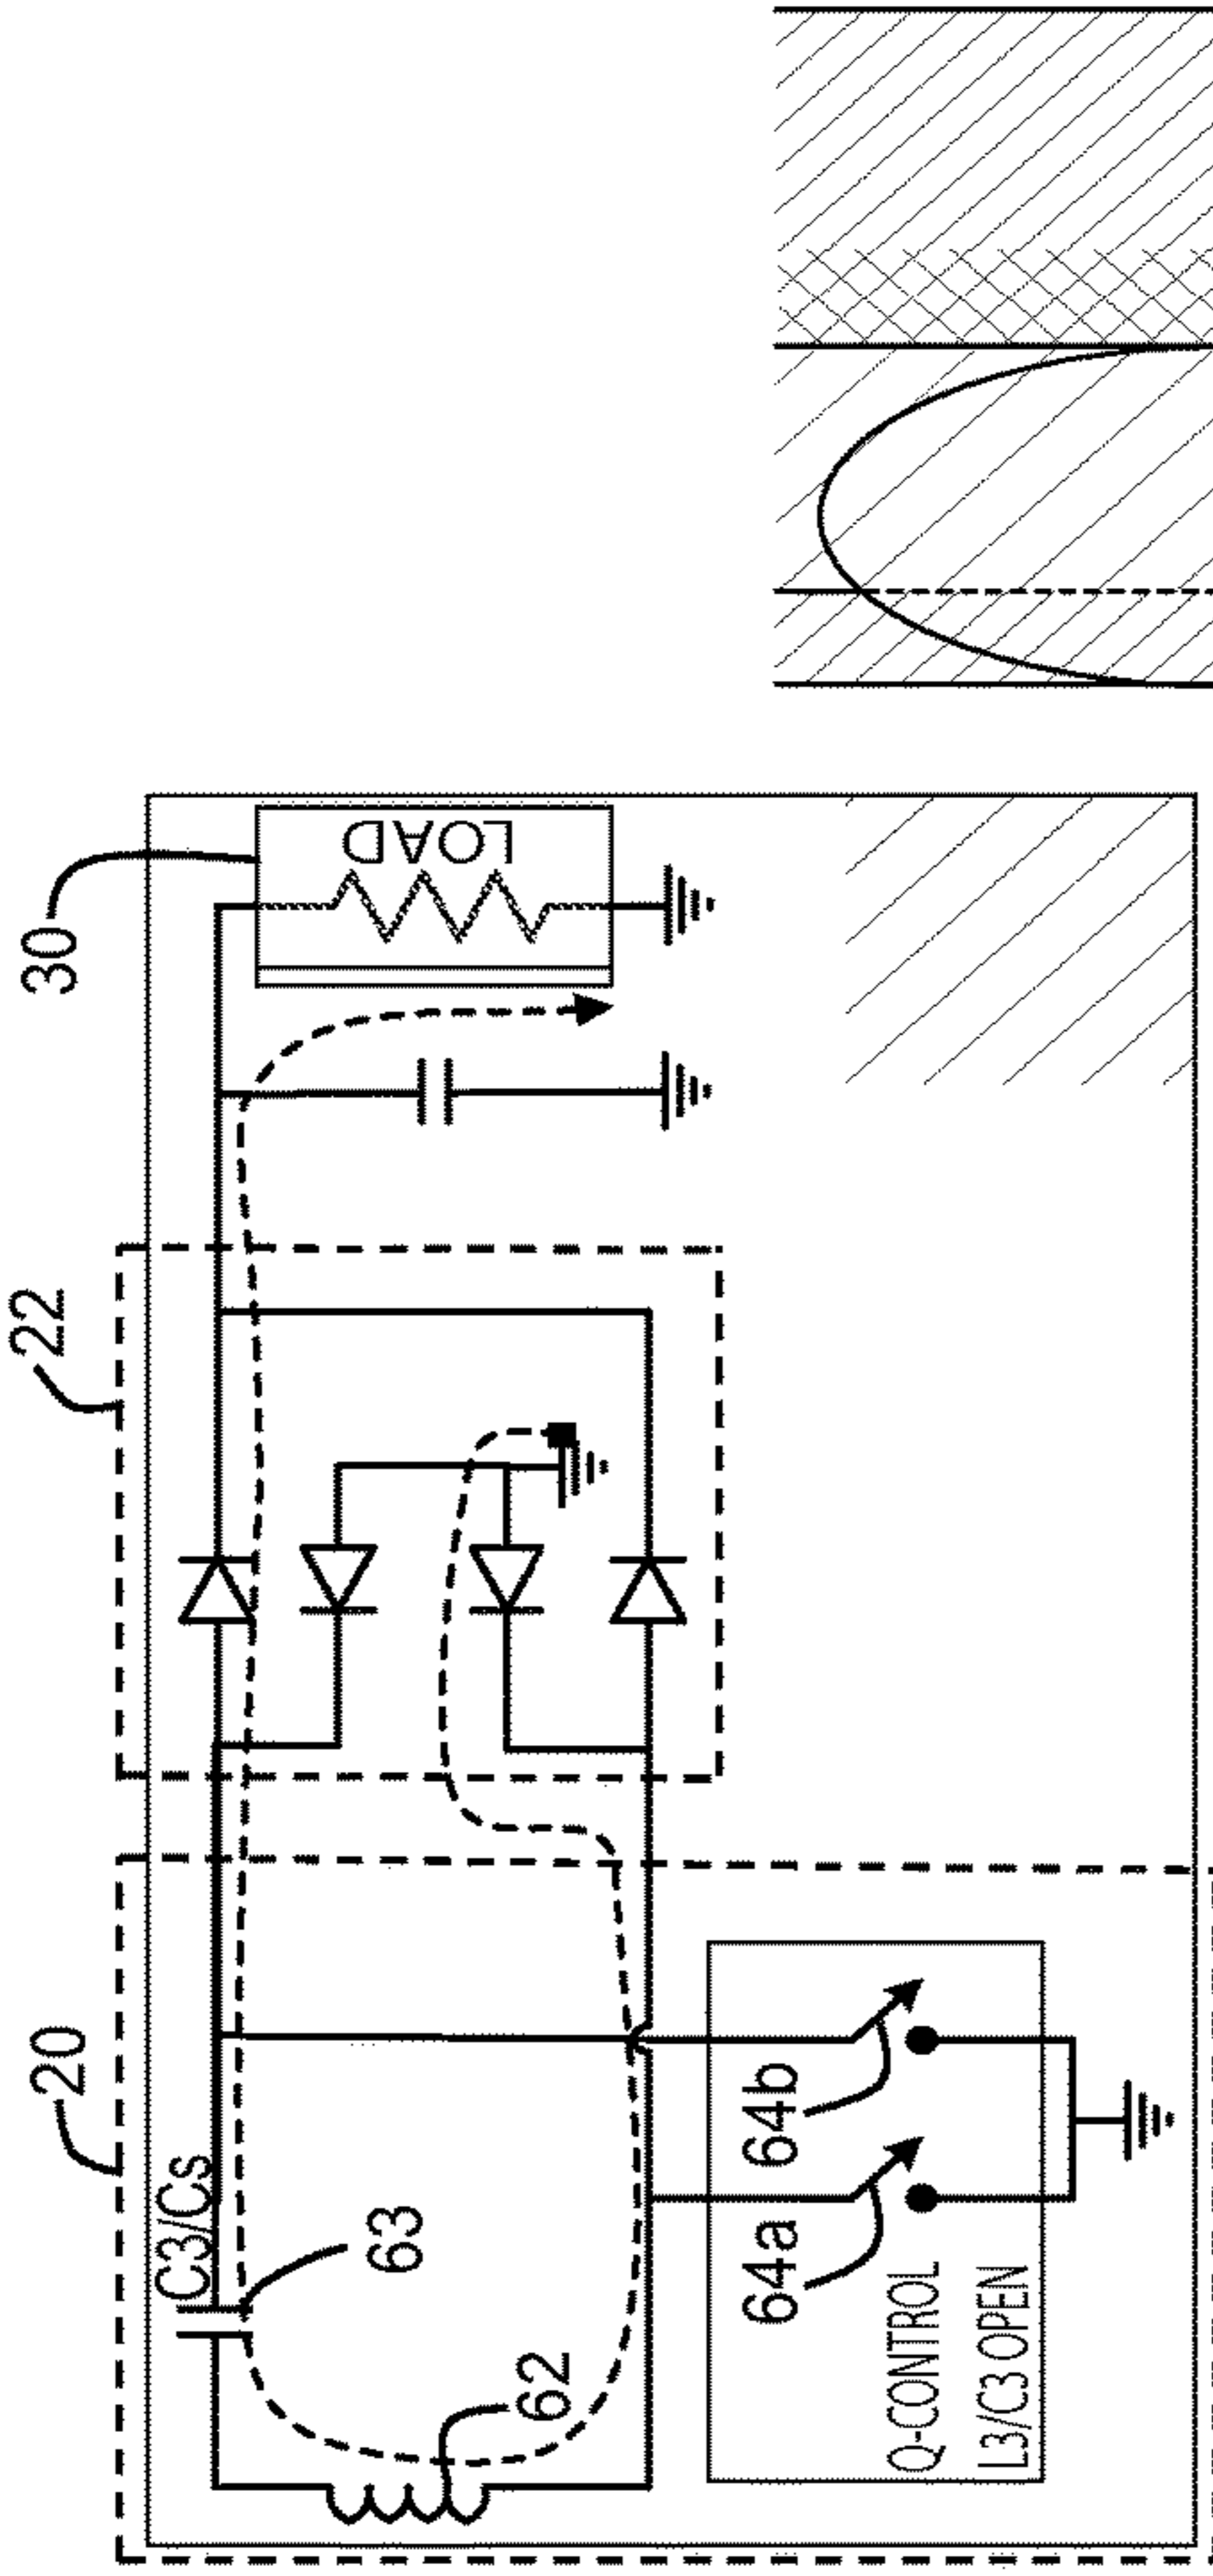 20
22
30
C3/Cs
63
62
LOAD
64a
64b
Q-CONTROL
L3/C3 OPEN